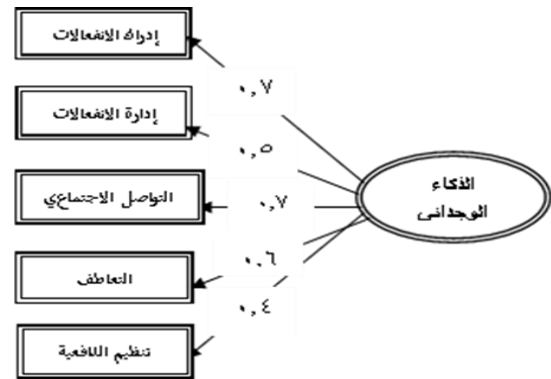 إدراك الانفعالات
٠,٧
إدارة الانفعالات
٠,٥
التواصل الاجتماعي
٠,٧
الذكاء
الوجدانى
التعاطف
٠,٦
تنظيم الدافعية
٠,٤